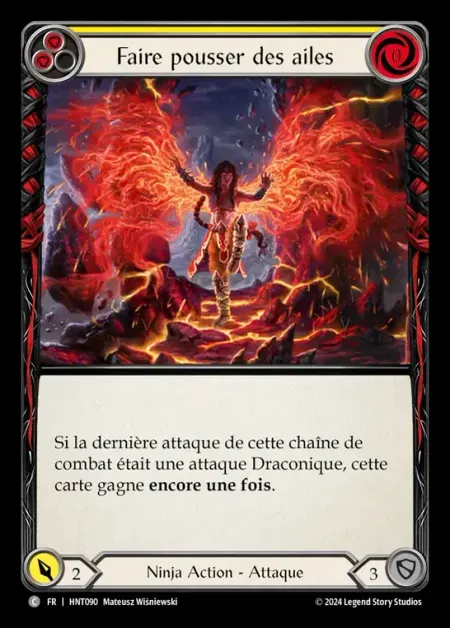 Faire pousser des ailes
0
Si la dernière attaque de cette chaîne de
combat était une attaque Draconique, cette
carte gagne encore une fois.
2
Ninja Action - Attaque
3
C FR | HNT090 Mateusz Wiśniewski
© 2024 Legend Story Studios